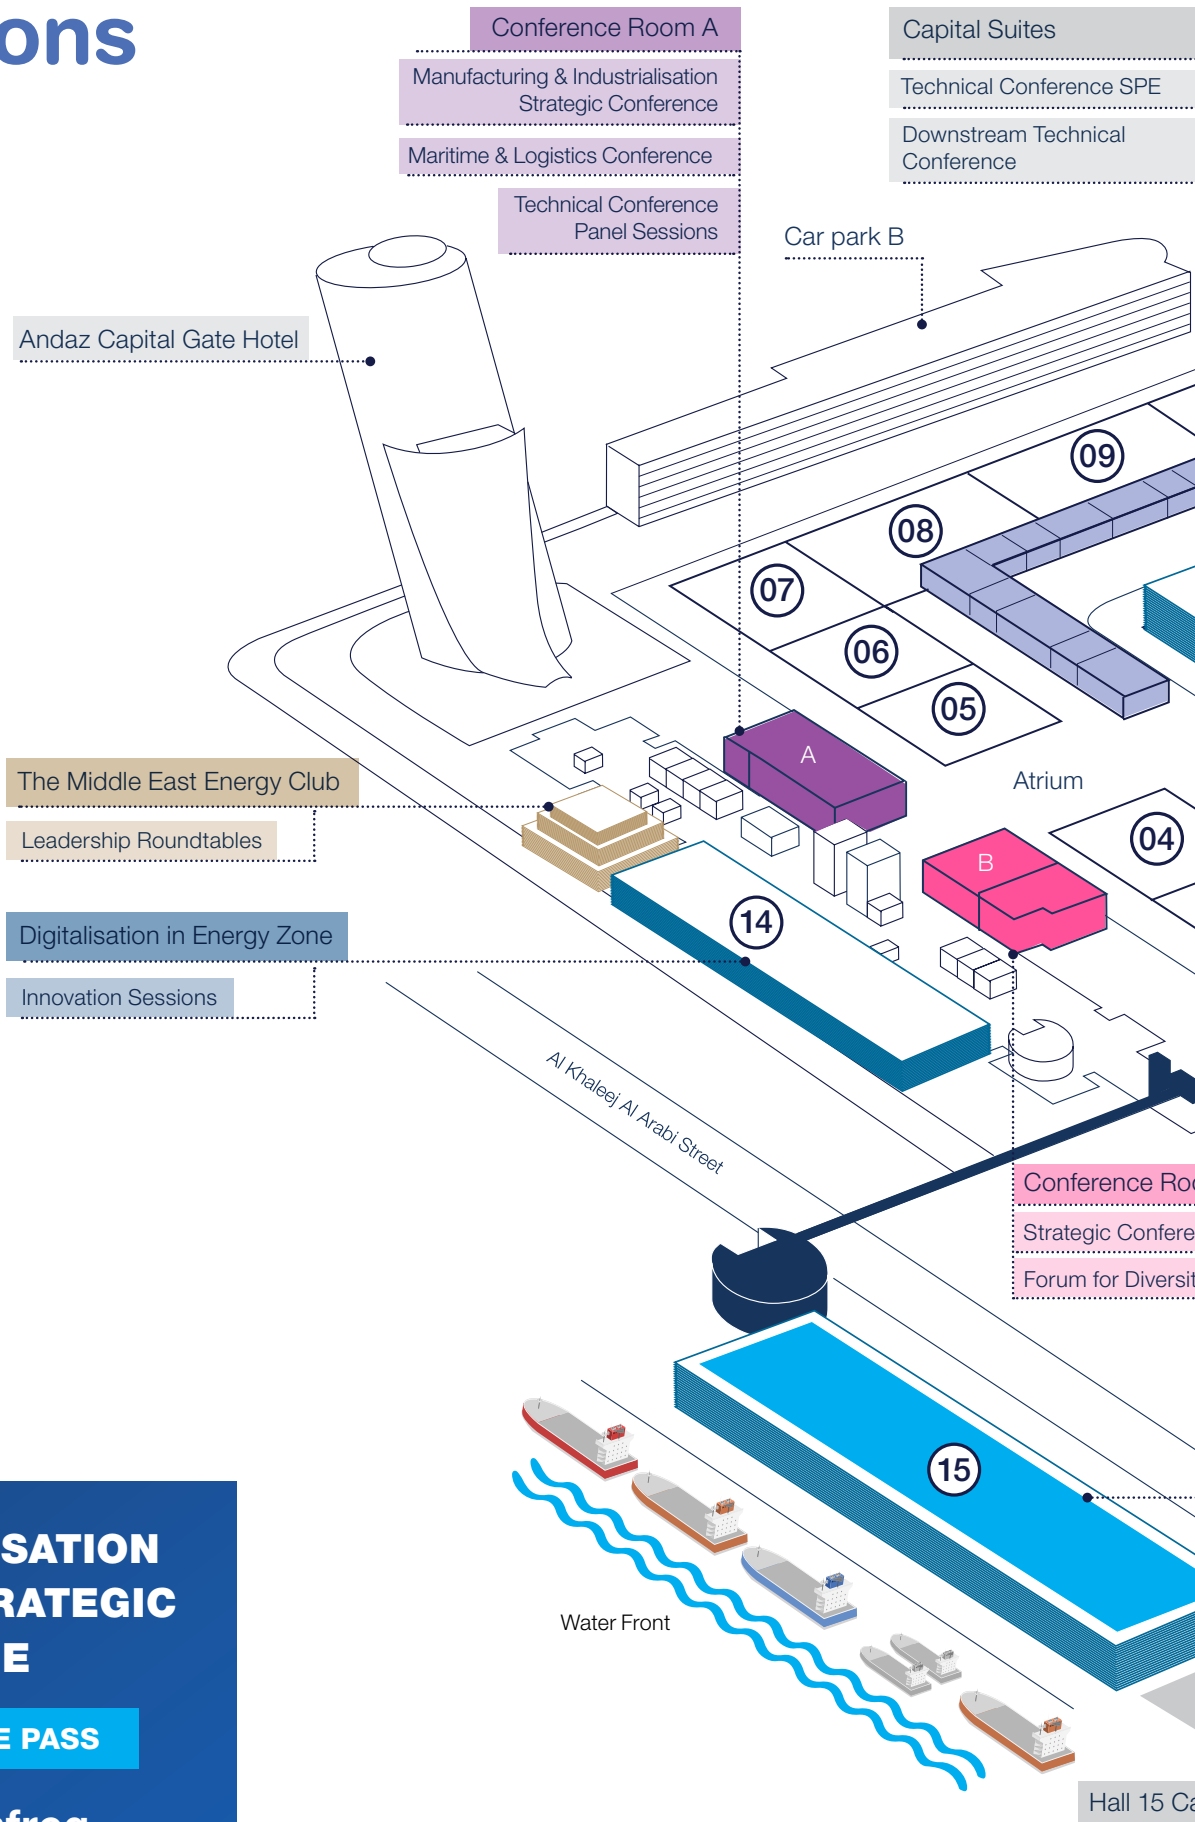 ons
Conference Room A
Manufacturing & Industrialisation
Strategic Conference
Maritime & Logistics Conference
Technical Conference
Panel Sessions
Capital Suites
Technical Conference SPE
Downstream Technical
Conference
Car park B
Andaz Capital Gate Hotel
09
08
07
06
05
A
Atrium
04
B
The Middle East Energy Club
Leadership Roundtables
14
Digitalisation in Energy Zone
Innovation Sessions
Al Khaleej Al Arabi Street
Conference Roo
Strategic Confere
Forum for Diversit
15
Water Front
SATION
RATEGIC
E
E PASS
Hall 15 Ca